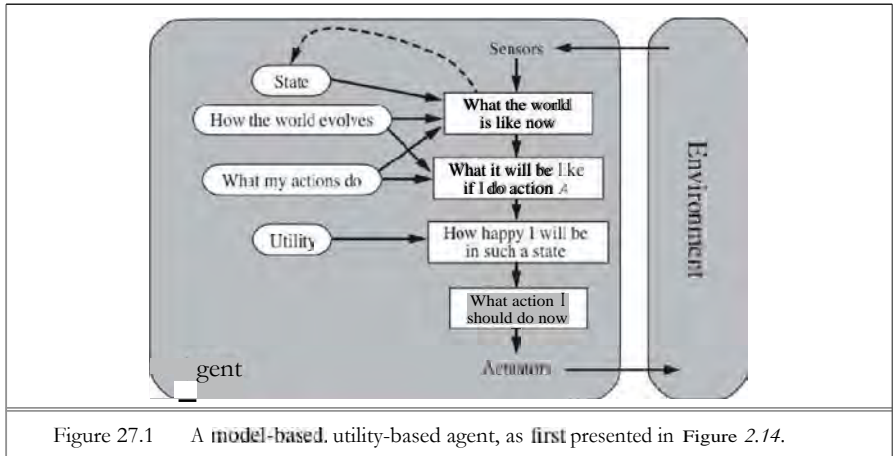 Sensors
State
What the world
is like now
How the world evolves
What it will be like
if I do action A
What my actions do
How happy I will be
in such a state
Utility
What action I
should do now
gent
Actuators
Environment
Figure 27.1 A model-based, utility-based agent, as first presented in Figure 2.14.